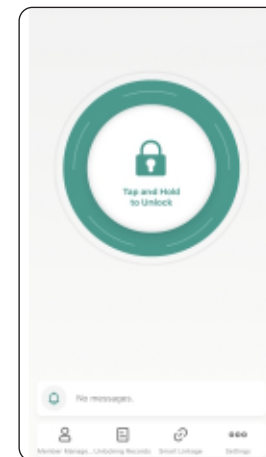 Tap and Hold
to Unlock
No messages.
Member Manage.. Unlocking Records Smart Linkage Settings